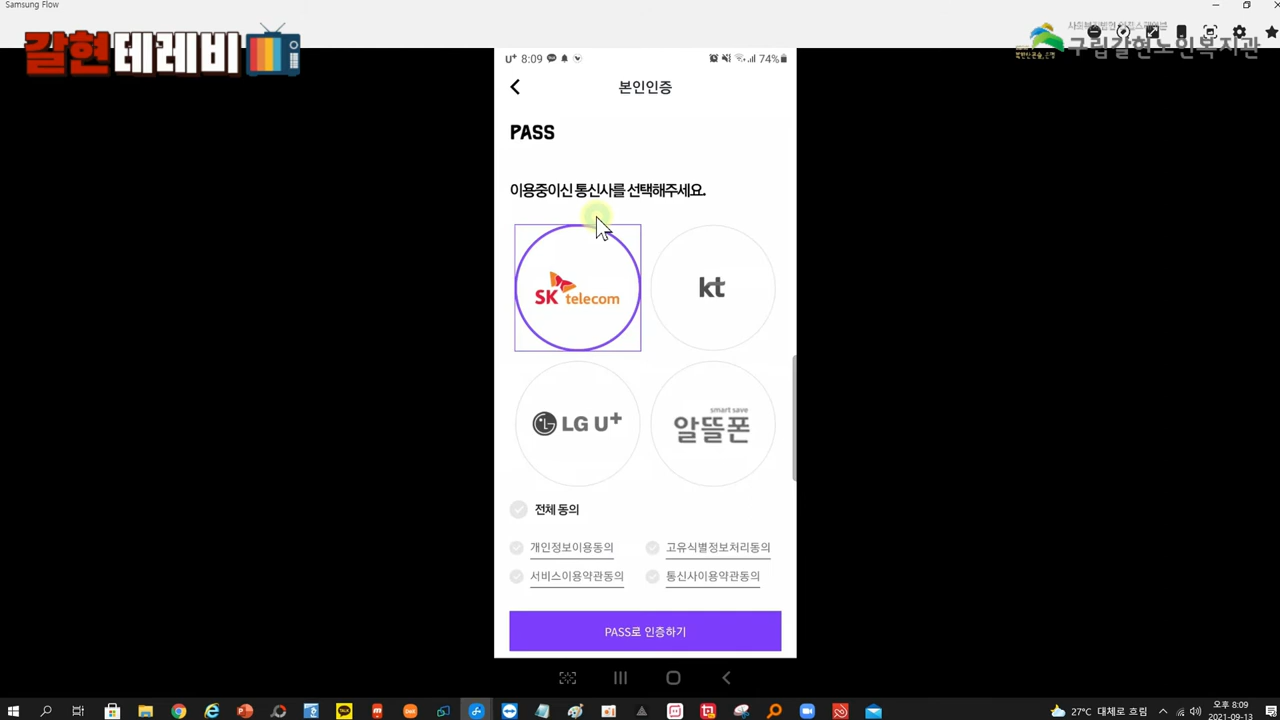 Samsung Flow
갈현테레비
구립갈현노인복지관
U+ 8:09
74%
본인인증
PASS
이용중이신 통신사를 선택해주세요.
SK telecom
kt
LG U+
smart save
알뜰폰
전체 동의
개인정보이용동의
고유식별정보처리동의
서비스이용약관동의
통신사이용약관동의
PASS로 인증하기
27°C 대체로 흐림
오후 8:09
2021-09-13